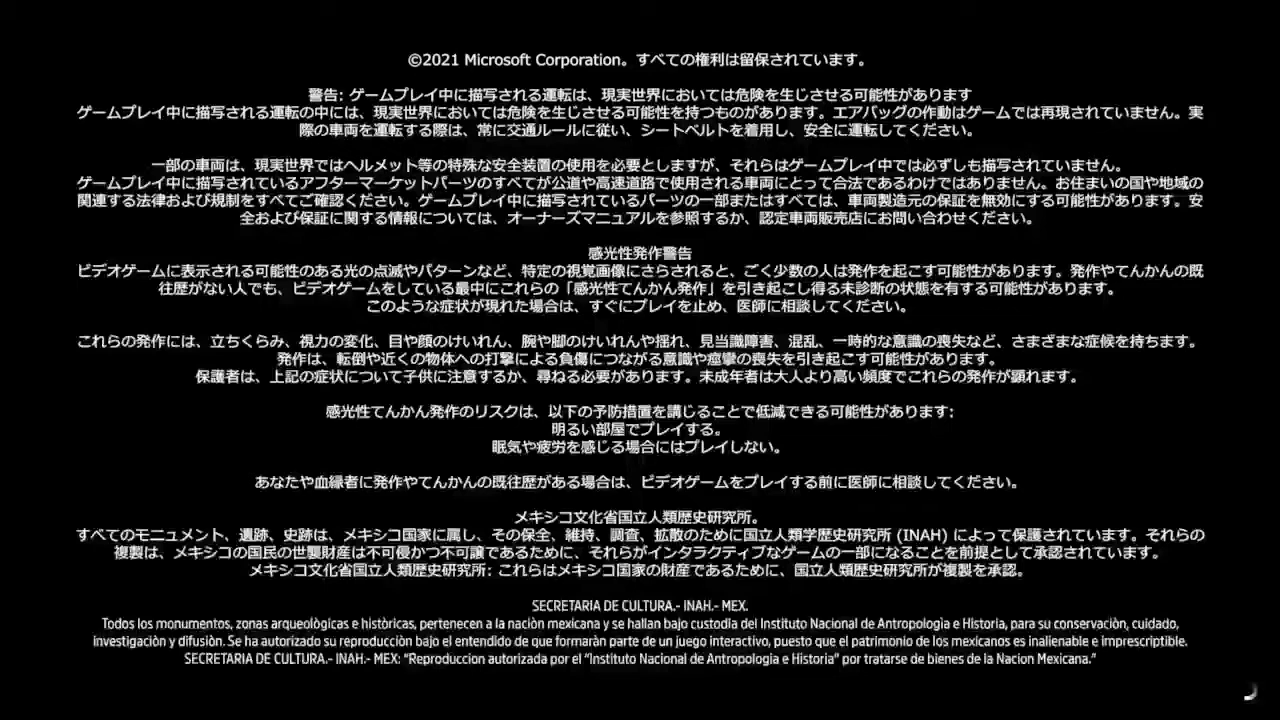 ©2021 Microsoft Corporation。すべての権利は留保されています。
警告: ゲームプレイ中に描写される運転は、現実世界においては危険を生じさせる可能性があります
ゲームプレイ中に描写される運転の中には、現実世界においては危険を生じさせる可能性を持つものがあります。エアバッグの作動はゲームでは再現されていません。実
際の車両を運転する際は、常に交通ルールに従い、シートベルトを着用し、安全に運転してください。
一部の車両は、現実世界ではヘルメット等の特殊な安全装置の使用を必要としますが、それらはゲームプレイ中では必ずしも描写されていません。
ゲームプレイ中に描写されているアフターマーケットパーツのすべてが公道や高速道路で使用される車両にとって合法であるわけではありません。お住まいの国や地域の
関連する法律および規制をすべてご確認ください。ゲームプレイ中に描写されているパーツの一部またはすべては、車両製造元の保証を無効にする可能性があります。安
全および保証に関する情報については、オーナーズマニュアルを参照するか、認定車両販売店にお問い合わせください。
感光性発作警告
ビデオゲームに表示される可能性のある光の点滅やパターンなど、特定の視覚画像にさらされると、ごく少数の人は発作を起こす可能性があります。発作やてんかんの既
往歴がない人でも、ビデオゲームをしている最中にこれらの「感光性てんかん発作」を引き起こし得る未診断の状態を有する可能性があります。
このような症状が現れた場合は、すぐにプレイを止め、医師に相談してください。
これらの発作には、立ちくらみ、視力の変化、目や顔のけいれん、腕や脚のけいれんや揺れ、見当識障害、混乱、一時的な意識の喪失など、さまざまな症候を持ちます。
発作は、転倒や近くの物体への打撃による負傷につながる意識や痙攣の喪失を引き起こす可能性があります。
保護者は、上記の症状について子供に注意するか、尋ねる必要があります。未成年者は大人より高い頻度でこれらの発作が顕れます。
感光性てんかん発作のリスクは、以下の予防措置を講じることで低減できる可能性があります:
明るい部屋でプレイする。
眠気や疲労を感じる場合にはプレイしない。
あなたや血縁者に発作やてんかんの既往歴がある場合は、ビデオゲームをプレイする前に医師に相談してください。
メキシコ文化省国立人類歴史研究所。
すべてのモニュメント、遺跡、史跡は、メキシコ国家に属し、その保全、維持、調査、拡散のために国立人類学歴史研究所 (INAH) によって保護されています。それらの
複製は、メキシコの国民の世襲財産は不可侵かつ不可譲であるために、それらがインタラクティブなゲームの一部になることを前提として承認されています。
メキシコ文化省国立人類歴史研究所: これらはメキシコ国家の財産であるために、国立人類歴史研究所が複製を承認。
SECRETARIA DE CULTURA.- INAH.- MEX.
Todos los monumentos, zonas arqueològicas e històricas, pertenecen a la naciòn mexicana y se hallan bajo custodia del Instituto Nacional de Antropologìa e Historia, para su conservaciòn, cuidado,
investigaciòn y difusiòn. Se ha autorizado su reproducciòn bajo el entendido de que formaràn parte de un juego interactivo, puesto que el patrimonio de los mexicanos es inalienable e imprescriptible.
SECRETARIA DE CULTURA.- INAH.- MEX: “Reproduccion autorizada por el “Instituto Nacional de Antropologìa e Historia” por tratarse de bienes de la Nacion Mexicana.”